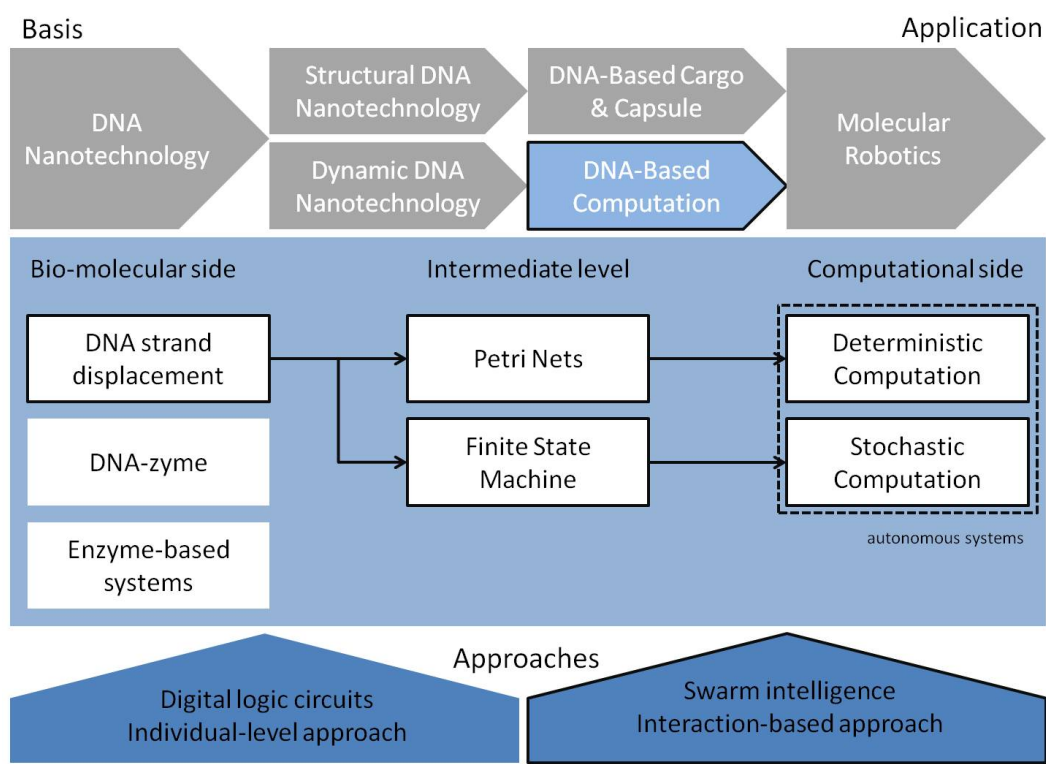 Basis
Application
DNA
Nanotechnology
Structural DNA
Nanotechnology
DNA-Based Cargo
& Capsule
Molecular
Robotics
Dynamic DNA
Nanotechnology
DNA-Based
Computation
Bio-molecular side
Intermediate level
Computational side
DNA strand
displacement
Petri Nets
Deterministic
Computation
DNA-zyme
Finite State
Machine
Stochastic
Computation
Enzyme-based
systems
autonomous systems
Approaches
Digital logic circuits
Individual-level approach
Swarm intelligence
Interaction-based approach